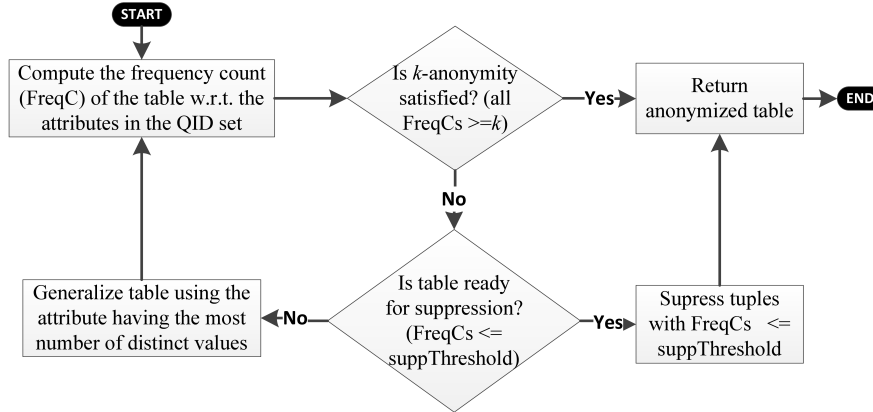 START
Compute the frequency count
(FreqC) of the table w.r.t. the
attributes in the QID set
Is k-anonymity
satisfied? (all
FreqCs >=k)
Yes
Return
anonymized table
END
No
Is table ready
for suppression?
(FreqCs <=
suppThreshold)
No
Generalize table using the
attribute having the most
number of distinct values
Yes
Supress tuples
with FreqCs <=
suppThreshold